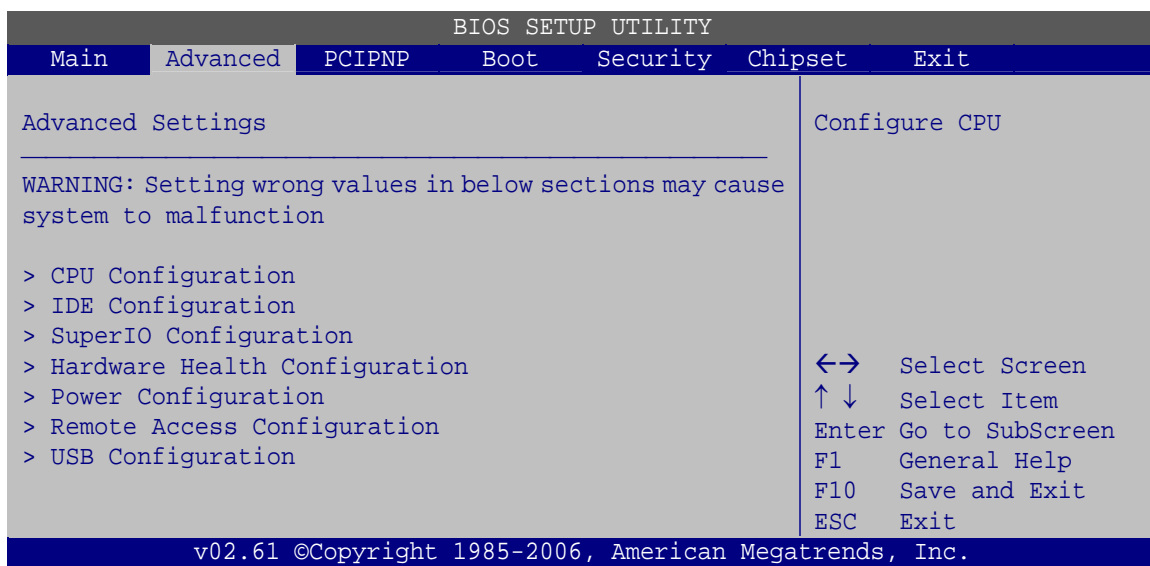 BIOS SETUP UTILITY
Main Advanced PCIPNP Boot Security Chipset Exit
Advanced Settings
WARNING: Setting wrong values in below sections may cause
system to malfunction
> CPU Configuration
> IDE Configuration
> SuperIO Configuration
> Hardware Health Configuration
> Power Configuration
> Remote Access Configuration
> USB Configuration
Configure CPU
←→ Select Screen
↑ ↓ Select Item
Enter Go to SubScreen
F1 General Help
F10 Save and Exit
ESC Exit
v02.61 ©Copyright 1985-2006, American Megatrends, Inc.